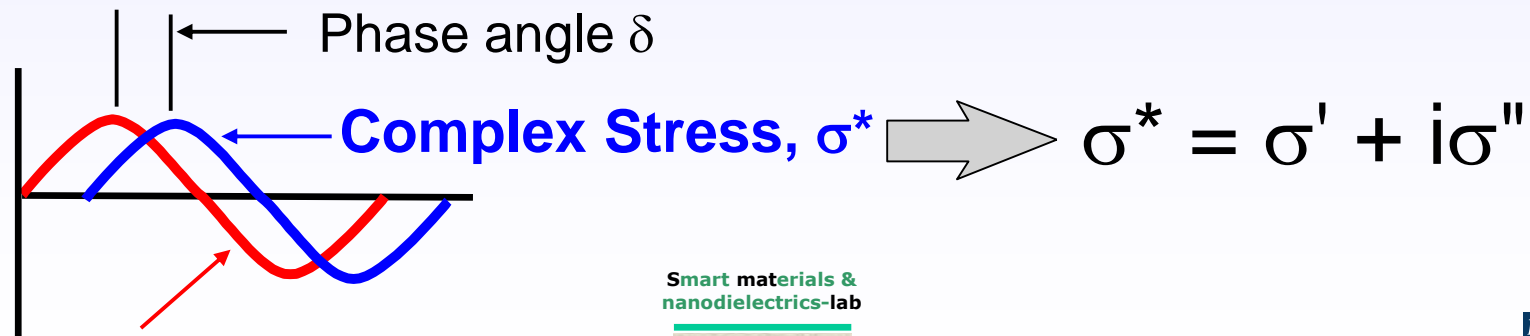 Phase angle δ
Complex Stress, σ*
σ* = σ' + iσ"
Smart materials &
nanodielectrics-lab